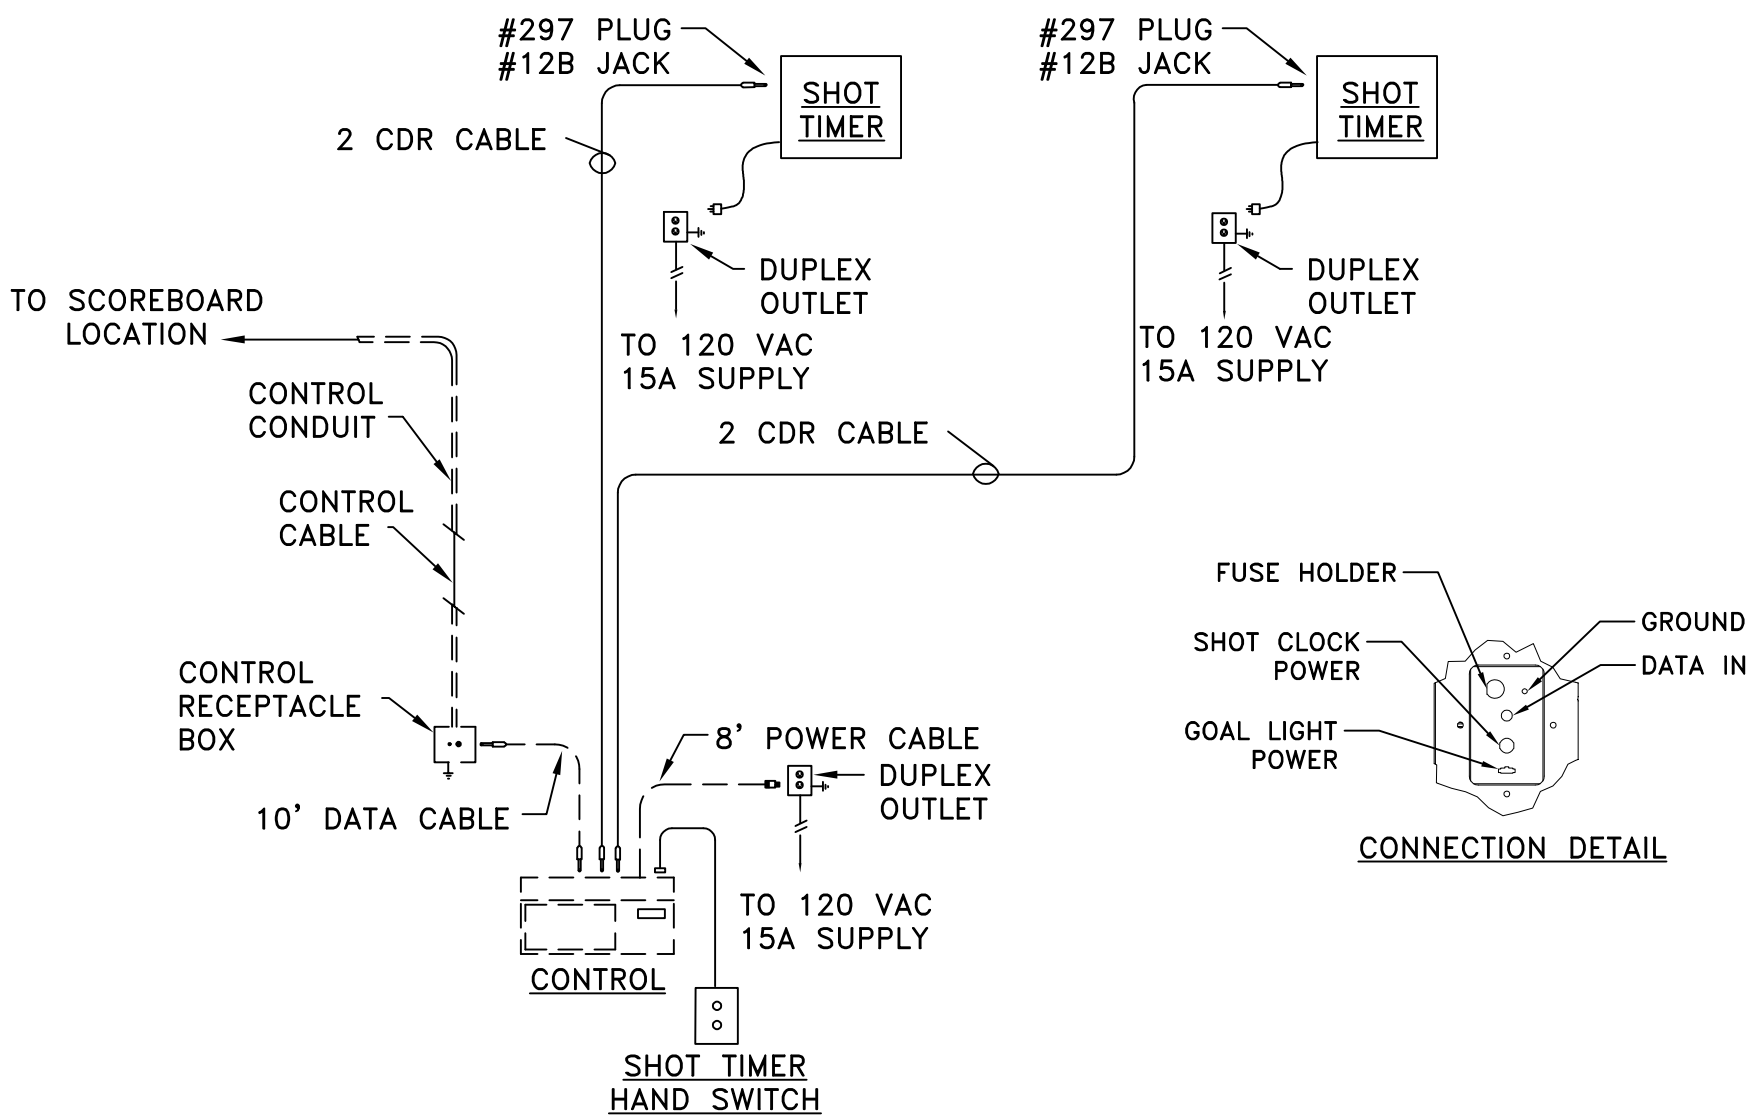 #297 PLUG
#12B JACK
SHOT
TIMER
2 CDR CABLE
DUPLEX
OUTLET
TO 120 VAC
15A SUPPLY
#297 PLUG
#12B JACK
SHOT
TIMER
DUPLEX
OUTLET
TO 120 VAC
15A SUPPLY
TO SCOREBOARD
LOCATION
CONTROL
CONDUIT
2 CDR CABLE
CONTROL
CABLE
CONTROL
RECEPTACLE
BOX
10' DATA CABLE
8' POWER CABLE
DUPLEX
OUTLET
TO 120 VAC
15A SUPPLY
CONTROL
SHOT TIMER
HAND SWITCH
FUSE HOLDER
GROUND
SHOT CLOCK
POWER
DATA IN
GOAL LIGHT
POWER
CONNECTION DETAIL